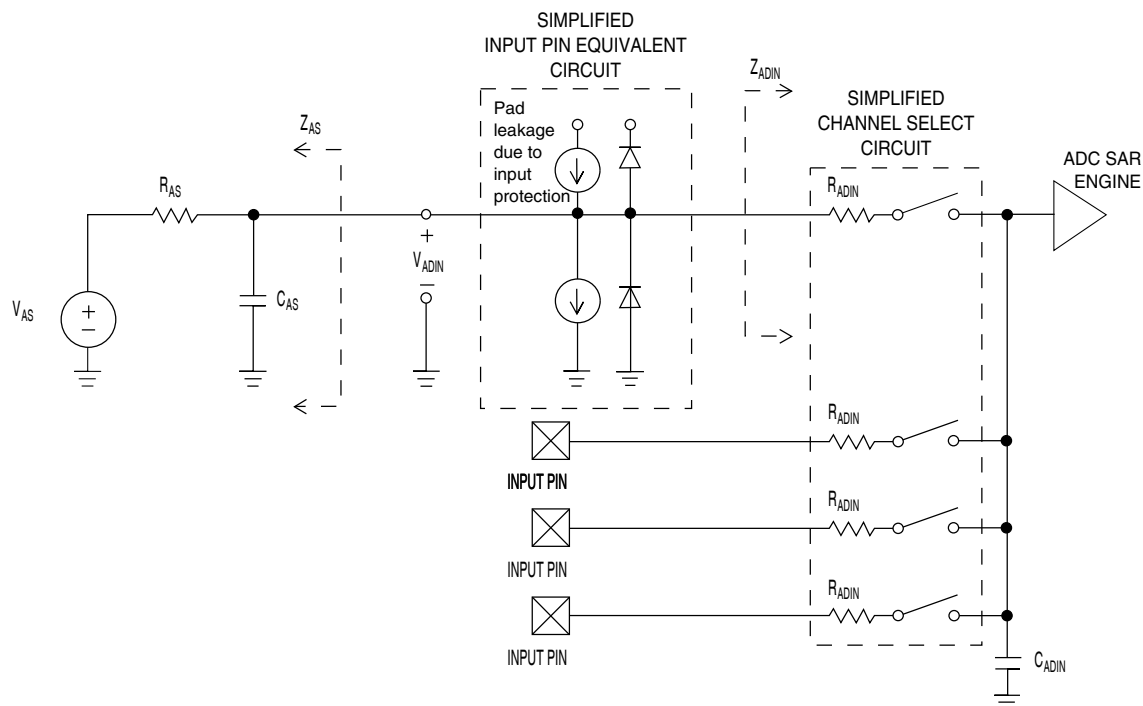 SIMPLIFIED
INPUT PIN EQUIVALENT
CIRCUIT
Z_ADIN
SIMPLIFIED
CHANNEL SELECT
CIRCUIT
Pad
leakage
due to
input
protection
Z_AS
ADC SAR
ENGINE
R_AS
R_ADIN
+
V_ADIN
–
C_AS
V_AS
+
–
R_ADIN
INPUT PIN
R_ADIN
INPUT PIN
R_ADIN
INPUT PIN
C_ADIN